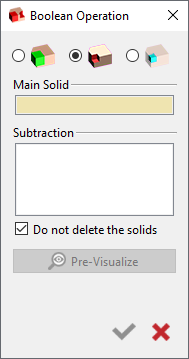 Boolean Operation
Main Solid
Subtraction
Do not delete the solids
Pre-Visualize